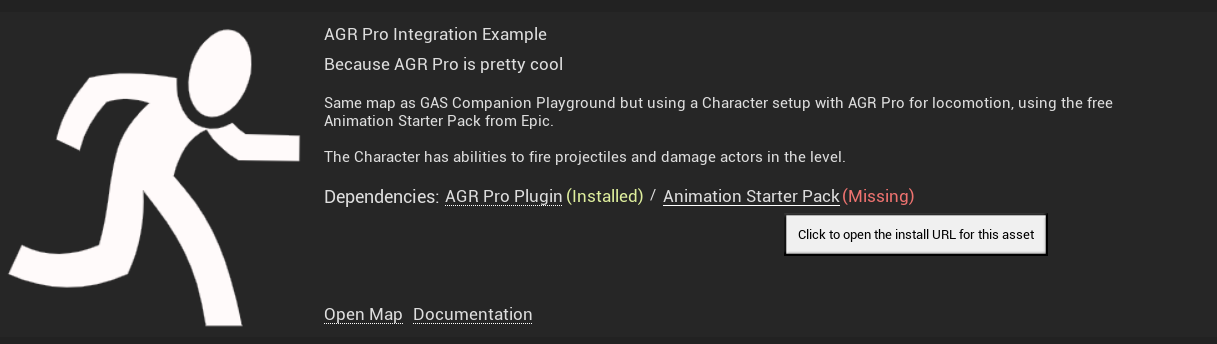 AGR Pro Integration Example
Because AGR Pro is pretty cool
Same map as GAS Companion Playground but using a Character setup with AGR Pro for locomotion, using the free
Animation Starter Pack from Epic.
The Character has abilities to fire projectiles and damage actors in the level.
Dependencies: AGR Pro Plugin (Installed) / Animation Starter Pack (Missing)
Click to open the install URL for this asset
Open Map Documentation